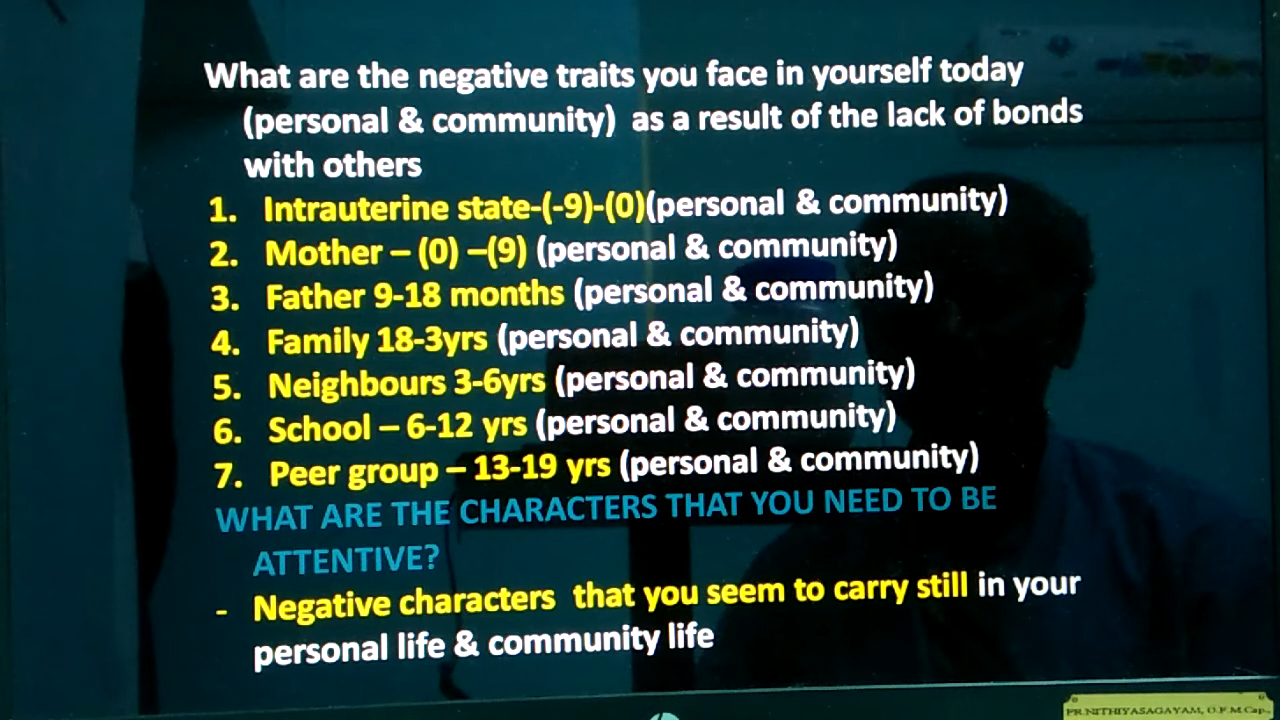 What are the negative traits you face in yourself today
(personal & community) as a result of the lack of bonds
with others
1. Intrauterine state-(-9)-(0)(personal & community)
2. Mother – (0) –(9) (personal & community)
3. Father 9-18 months (personal & community)
4. Family 18-3yrs (personal & community)
5. Neighbours 3-6yrs (personal & community)
6. School – 6-12 yrs (personal & community)
7. Peer group – 13-19 yrs (personal & community)
WHAT ARE THE CHARACTERS THAT YOU NEED TO BE
ATTENTIVE?
- Negative characters that you seem to carry still in your
personal life & community life
FR.NITHIYASAGAYAM, O.F.M.Cap.,